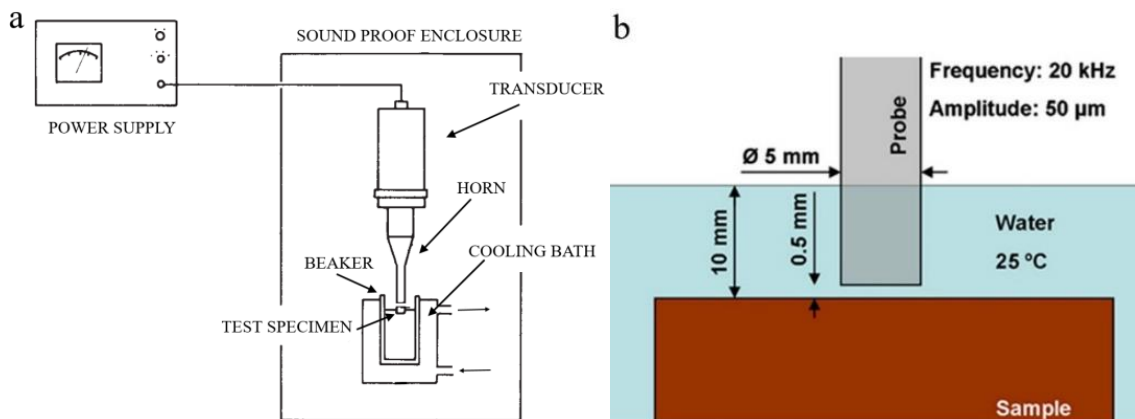 a
SOUND PROOF ENCLOSURE
TRANSDUCER
POWER SUPPLY
HORN
COOLING BATH
BEAKER
TEST SPECIMEN
b
Frequency: 20 kHz
Amplitude: 50 µm
Probe
Ø 5 mm
10 mm
0.5 mm
Water
25 ºC
Sample